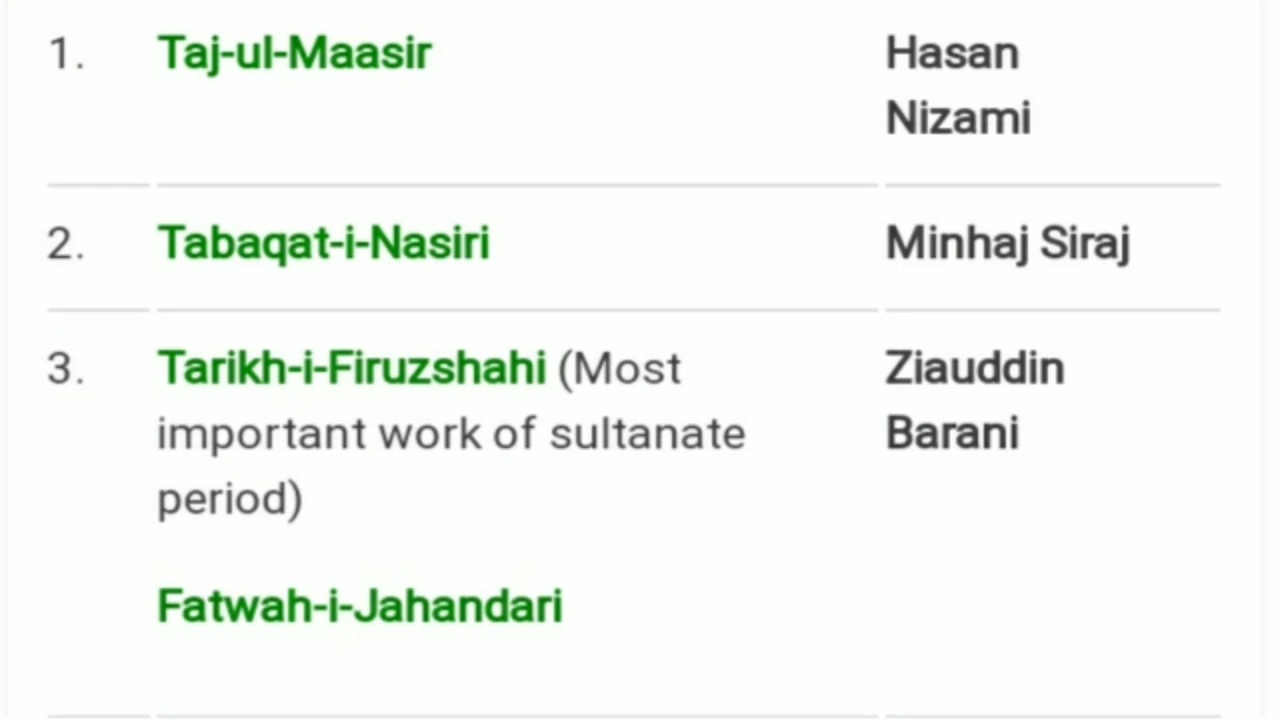 1. Taj-ul-Maasir Hasan
Nizami
2. Tabaqat-i-Nasiri Minhaj Siraj
3. Tarikh-i-Firuzshahi (Most Ziauddin
important work of sultanate Barani
period)
Fatwah-i-Jahandari